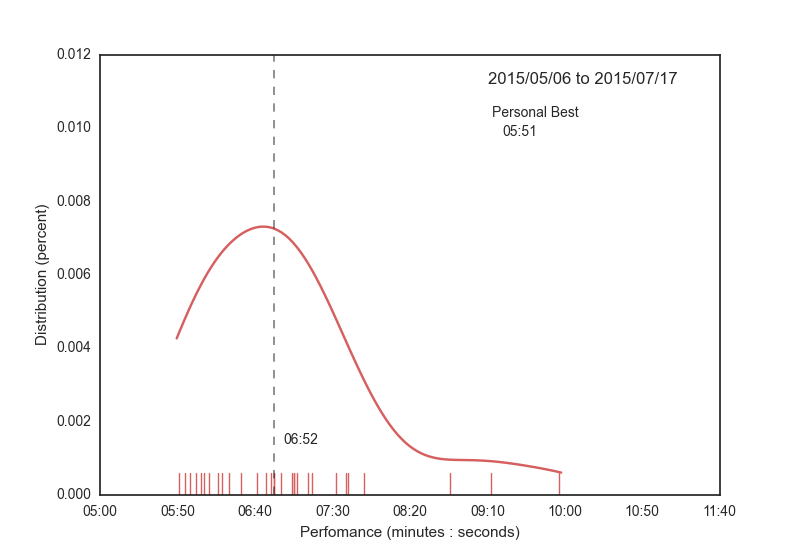 0.012
0.010
0.008
0.006
0.004
0.002
0.000
Distribution (percent)
2015/05/06 to 2015/07/17
Personal Best
05:51
06:52
05:00 05:50 06:40 07:30 08:20 09:10 10:00 10:50 11:40
Perfomance (minutes : seconds)